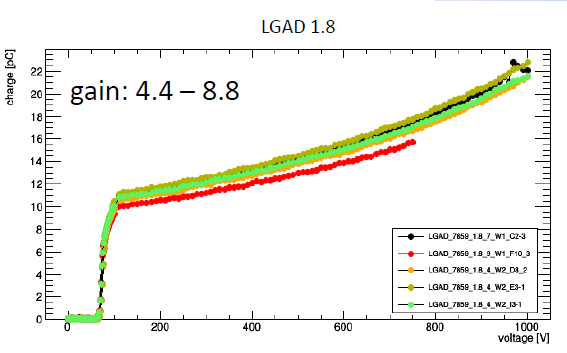 LGAD 1.8
charge [pC]
gain: 4.4 – 8.8
22
20
18
16
14
12
10
8
6
4
2
0
LGAD_7859_1.8_7_W1_C2-3
LGAD_7859_1.8_9_W1_F10_3
LGAD_7859_1.8_4_W2_D8_2
LGAD_7859_1.8_4_W2_E3-1
LGAD_7859_1.8_4_W2_I3-1
0 200 400 600 800 1000
voltage [V]